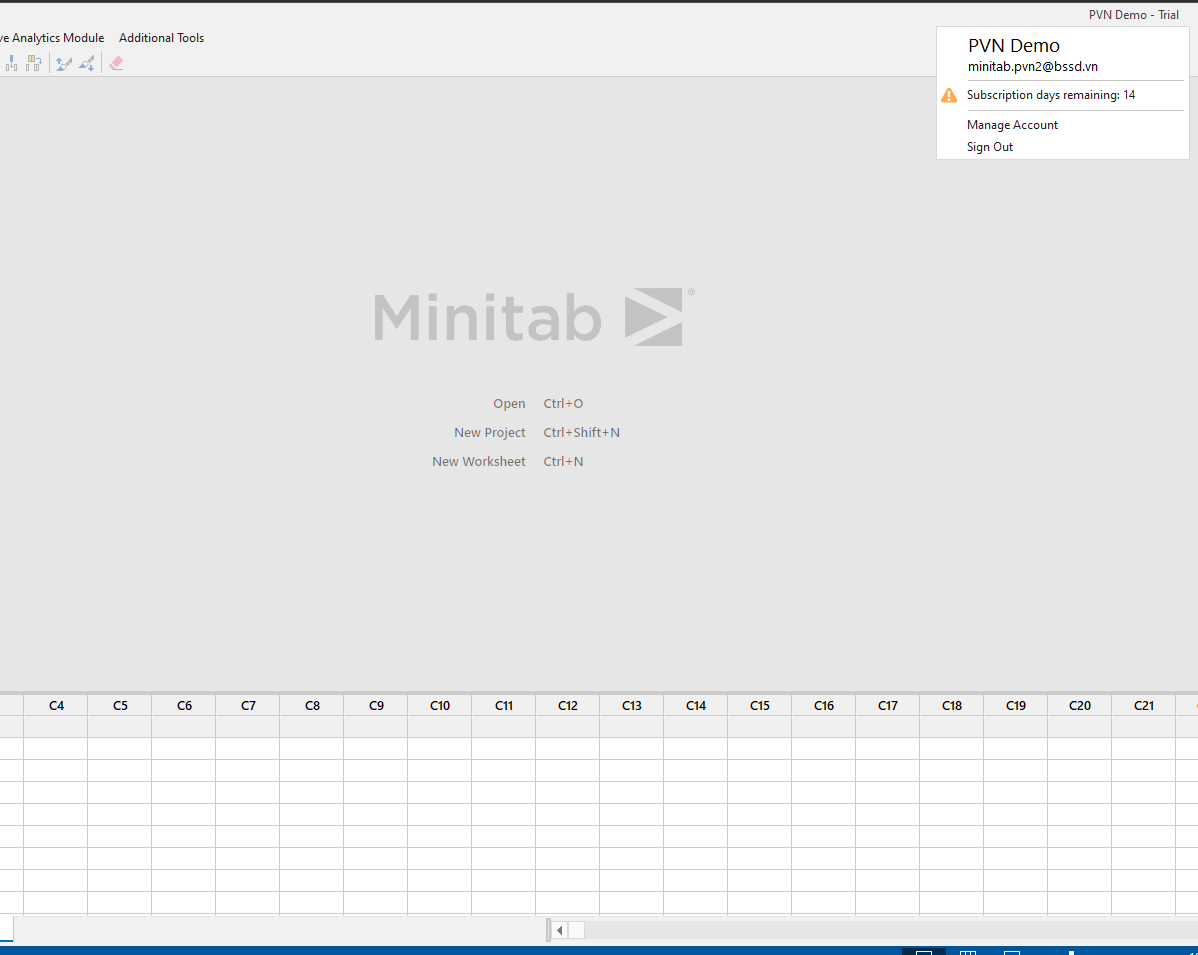 PVN Demo - Trial
ve Analytics Module Additional Tools
PVN Demo
minitab.pvn2@bssd.vn
Subscription days remaining: 14
Manage Account
Sign Out
Minitab ®
Open Ctrl+O
New Project Ctrl+Shift+N
New Worksheet Ctrl+N
C4 C5 C6 C7 C8 C9 C10 C11 C12 C13 C14 C15 C16 C17 C18 C19 C20 C21